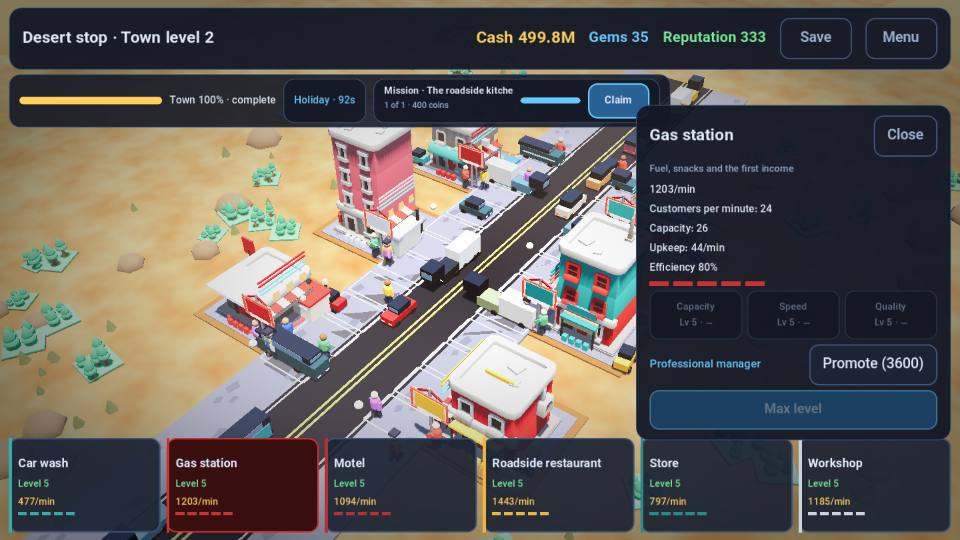 Desert stop · Town level 2
Cash 499.8M
Gems 35
Reputation 333
Save
Menu
Town 100% · complete
Holiday · 92s
Mission · The roadside kitche
1 of 1 · 400 coins
Claim
Gas station
Close
Fuel, snacks and the first income
1203/min
Customers per minute: 24
Capacity: 26
Upkeep: 44/min
Efficiency 80%
Capacity
Lv 5 · –
Speed
Lv 5 · –
Quality
Lv 5 · –
Professional manager
Promote (3600)
Max level
Car wash
Level 5
477/min
Gas station
Level 5
1203/min
Motel
Level 5
1094/min
Roadside restaurant
Level 5
1443/min
Store
Level 5
797/min
Workshop
Level 5
1185/min